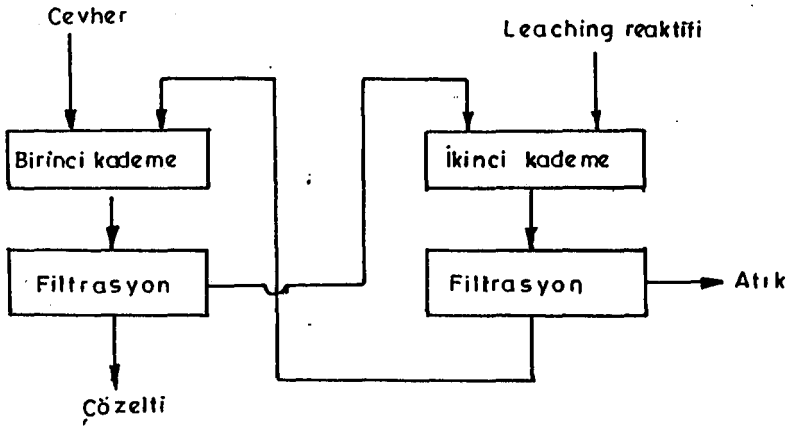 Cevher
Leaching reaktifi
Birinci kademe
İkinci kademe
Filtrasyon
Filtrasyon
Atık
Çözelti